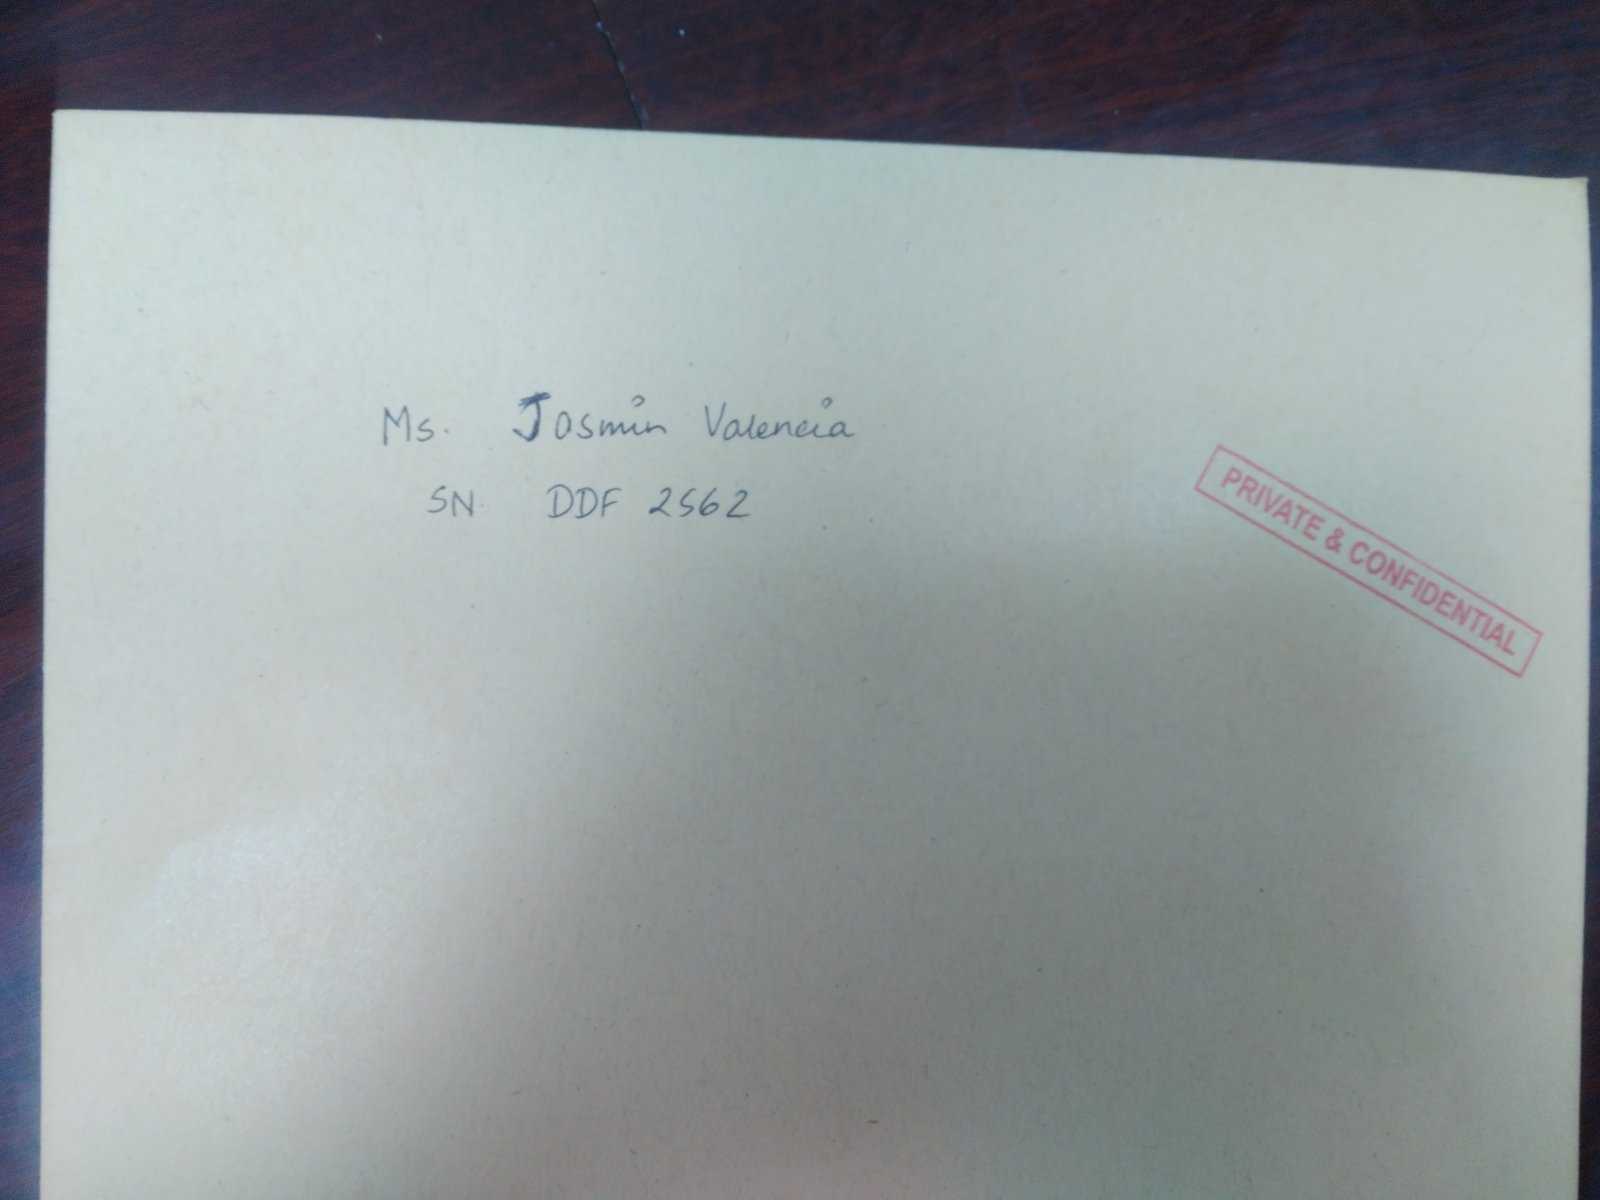 Ms. Josmin Valencia
SN. DDF 2562
PRIVATE & CONFIDENTIAL